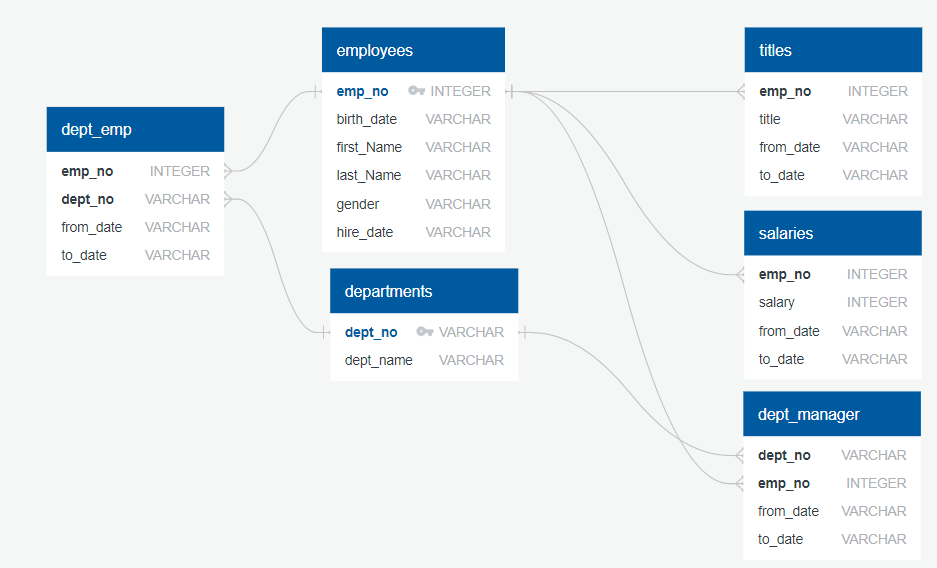 dept_emp
emp_no INTEGER
dept_no VARCHAR
from_date VARCHAR
to_date VARCHAR
employees
emp_no INTEGER
birth_date VARCHAR
first_Name VARCHAR
last_Name VARCHAR
gender VARCHAR
hire_date VARCHAR
departments
dept_no VARCHAR
dept_name VARCHAR
titles
emp_no INTEGER
title VARCHAR
from_date VARCHAR
to_date VARCHAR
salaries
emp_no INTEGER
salary INTEGER
from_date VARCHAR
to_date VARCHAR
dept_manager
dept_no VARCHAR
emp_no INTEGER
from_date VARCHAR
to_date VARCHAR